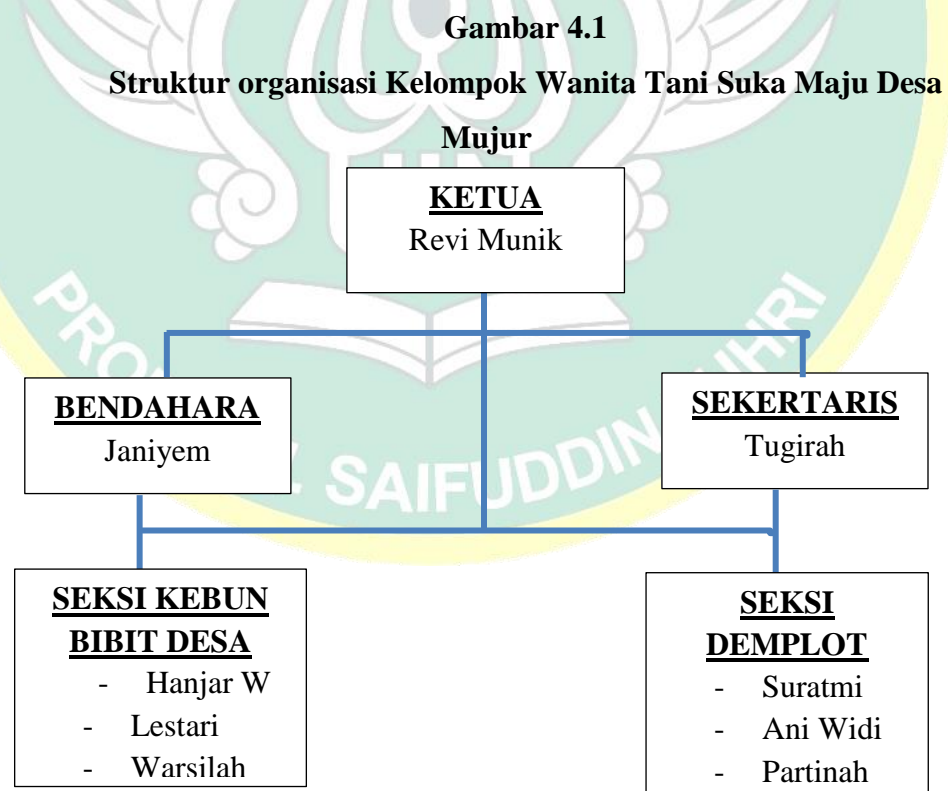 Gambar 4.1
Struktur organisasi Kelompok Wanita Tani Suka Maju Desa
Mujur
KETUA
Revi Munik
BENDAHARA
Janiyem
SEKERTARIS
Tugirah
SEKSI KEBUN
BIBIT DESA
- Hanjar W
- Lestari
- Warsilah
SEKSI
DEMPLOT
- Suratmi
- Ani Widi
- Partinah
SAIFUDDIN